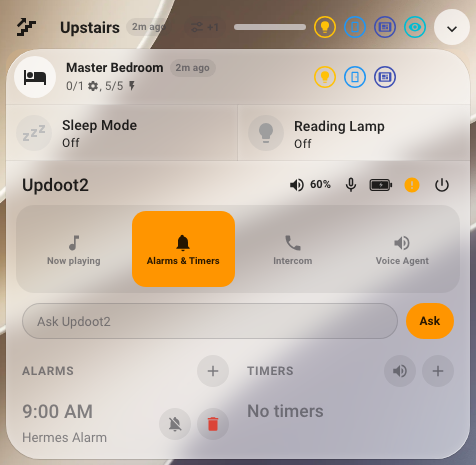 Upstairs 2m ago +1
Master Bedroom 2m ago
0/1 , 5/5
zzz Sleep Mode
Off
Reading Lamp
Off
Updoot2 60%
Now playing
Alarms & Timers
Intercom
Voice Agent
Ask Updoot2 Ask
ALARMS
9:00 AM
Hermes Alarm
TIMERS
No timers